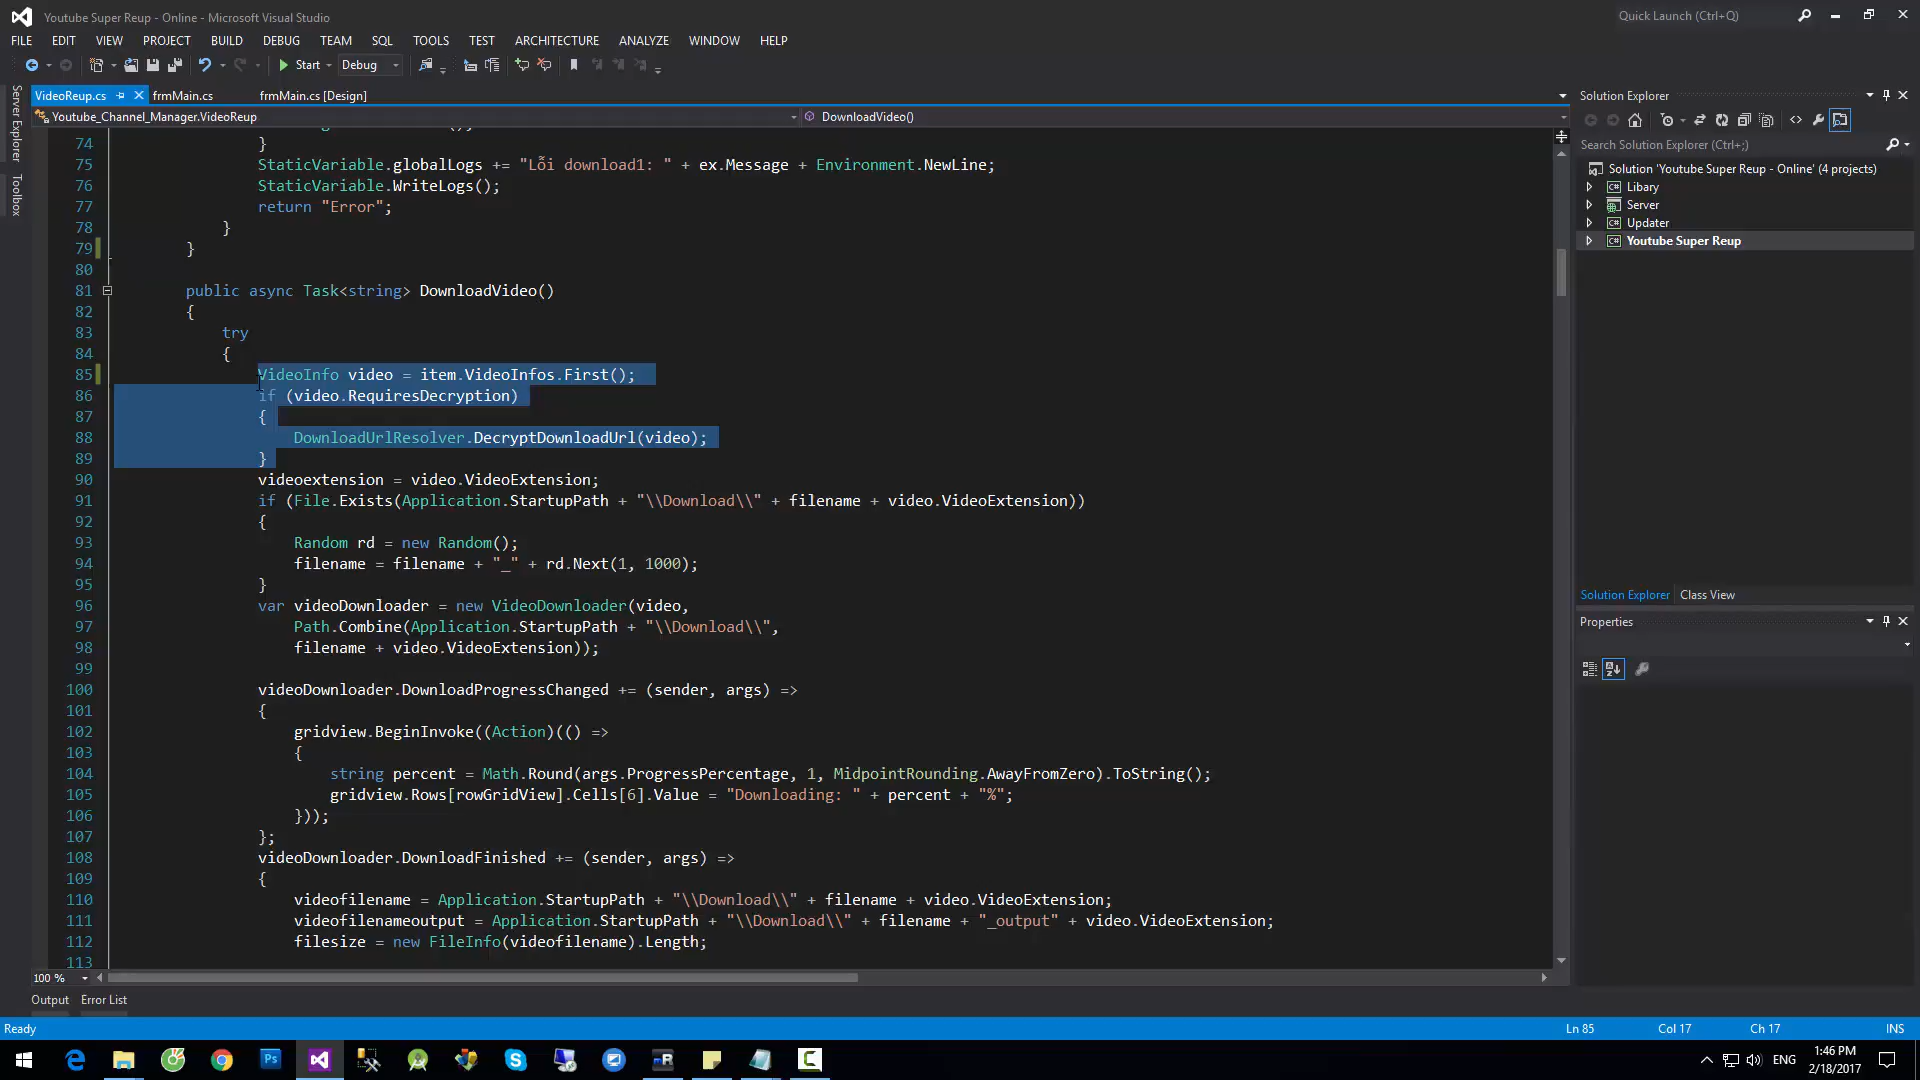 Youtube Super Reup - Online - Microsoft Visual Studio
Quick Launch (Ctrl+Q)
FILE EDIT VIEW PROJECT BUILD DEBUG TEAM SQL TOOLS TEST ARCHITECTURE ANALYZE WINDOW HELP
Start Debug
VideoReup.cs frmMain.cs frmMain.cs [Design]
Youtube_Channel_Manager.VideoReup DownloadVideo()
Server Explorer
Toolbox
74 }
75 StaticVariable.globalLogs += "Lỗi download1: " + ex.Message + Environment.NewLine;
76 StaticVariable.WriteLogs();
77 return "Error";
78 }
79 }
80
81 public async Task<string> DownloadVideo()
82 {
83 try
84 {
85 VideoInfo video = item.VideoInfos.First();
86 if (video.RequiresDecryption)
87 {
88 DownloadUrlResolver.DecryptDownloadUrl(video);
89 }
90 videoextension = video.VideoExtension;
91 if (File.Exists(Application.StartupPath + "\\Download\\" + filename + video.VideoExtension))
92 {
93 Random rd = new Random();
94 filename = filename + "_" + rd.Next(1, 1000);
95 }
96 var videoDownloader = new VideoDownloader(video,
97 Path.Combine(Application.StartupPath + "\\Download\\",
98 filename + video.VideoExtension));
99
100 videoDownloader.DownloadProgressChanged += (sender, args) =>
101 {
102 gridview.BeginInvoke((Action)(() =>
103 {
104 string percent = Math.Round(args.ProgressPercentage, 1, MidpointRounding.AwayFromZero).ToString();
105 gridview.Rows[rowGridView].Cells[6].Value = "Downloading: " + percent + "%";
106 }));
107 };
108 videoDownloader.DownloadFinished += (sender, args) =>
109 {
110 videofilename = Application.StartupPath + "\\Download\\" + filename + video.VideoExtension;
111 videofilenameoutput = Application.StartupPath + "\\Download\\" + filename + "_output" + video.VideoExtension;
112 filesize = new FileInfo(videofilename).Length;
113
100 %
Solution Explorer
Search Solution Explorer (Ctrl+;)
Solution 'Youtube Super Reup - Online' (4 projects)
Libary
Server
Updater
Youtube Super Reup
Solution Explorer Class View
Properties
Output Error List
Ready Ln 85 Col 17 Ch 17 INS
ENG 1:46 PM
2/18/2017